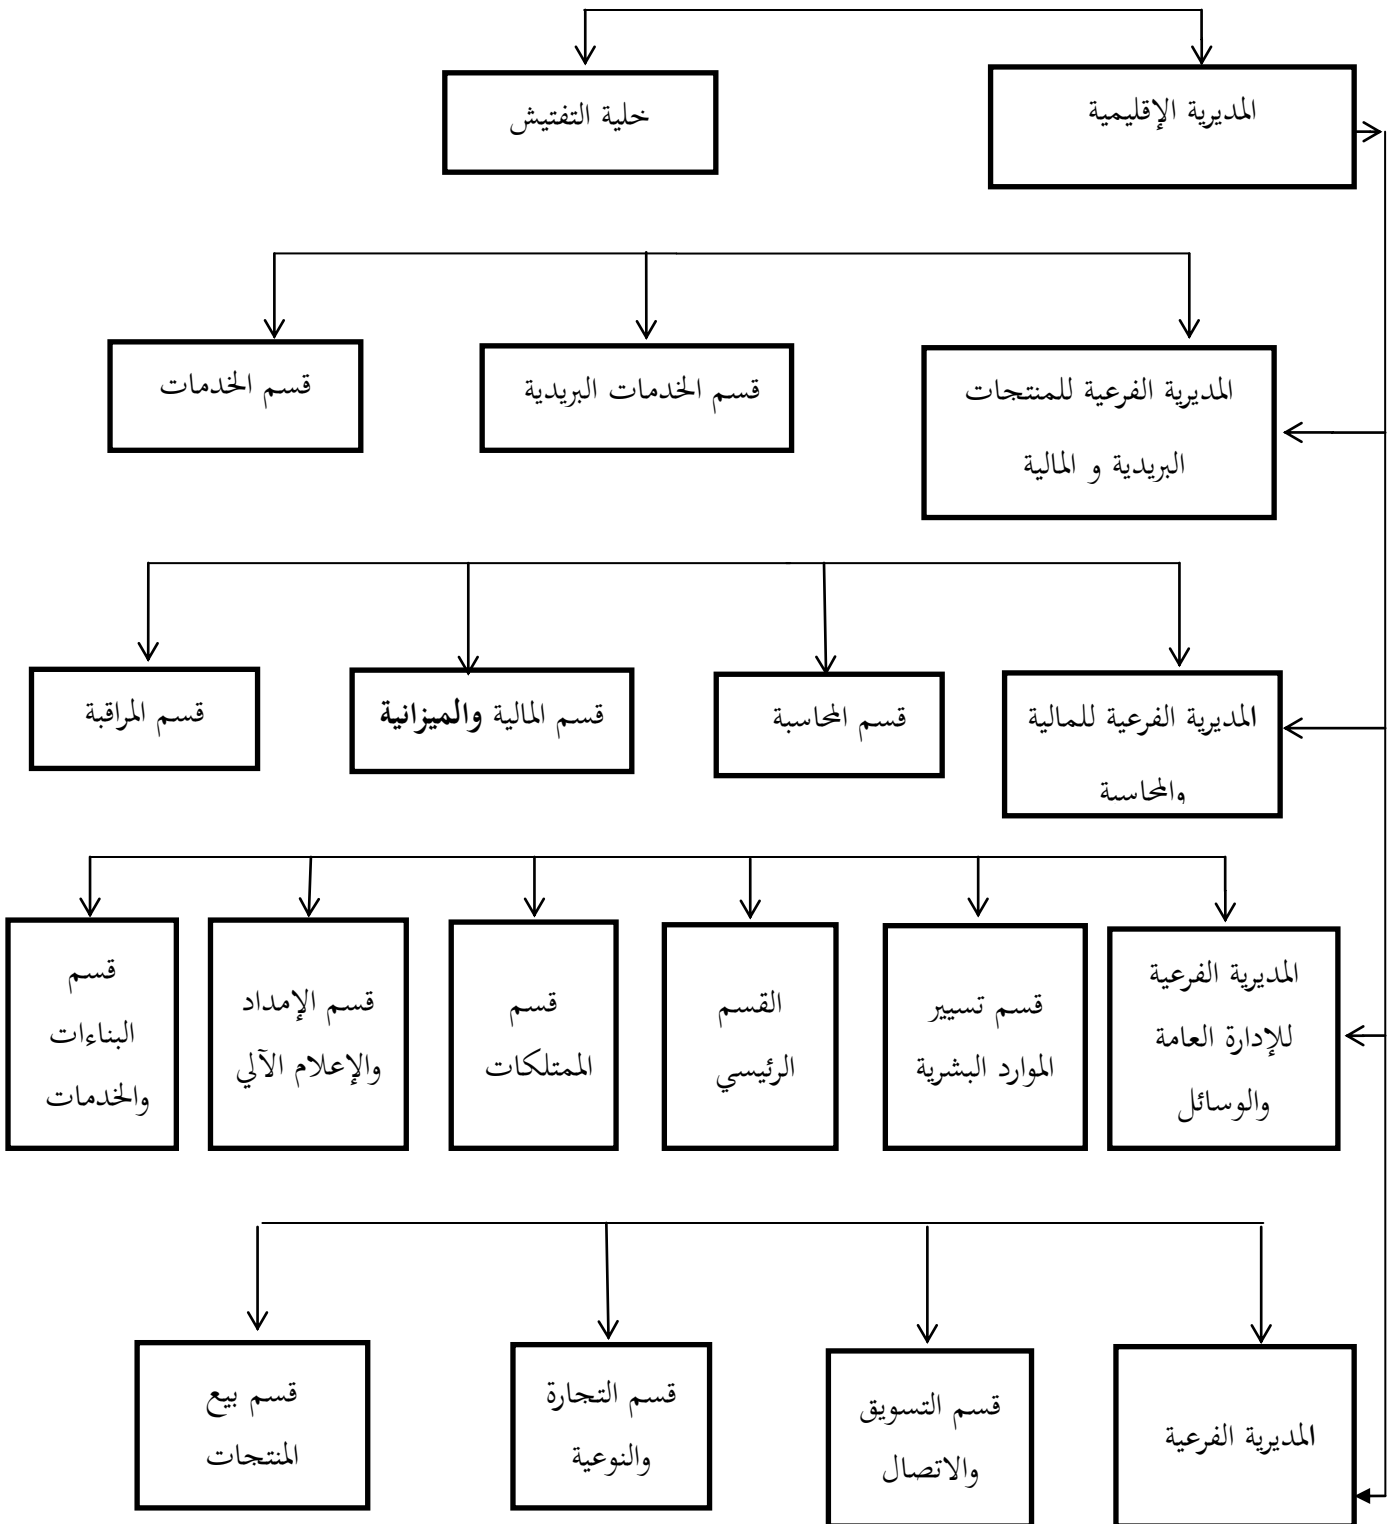 المديرية الإقليمية
خلية التفتيش
المديرية الفرعية للمنتجات
البريدية و المالية
قسم الخدمات البريدية
قسم الخدمات
المديرية الفرعية للمالية
والمحاسبة
قسم المحاسبة
قسم المالية والميزانية
قسم المراقبة
المديرية الفرعية
للإدارة العامة
والوسائل
قسم تسيير
الموارد البشرية
القسم
الرئيسي
قسم
الممتلكات
قسم الإمداد
والإعلام الآلي
قسم
البناءات
والخدمات
المديرية الفرعية
قسم التسويق
والاتصال
قسم التجارة
والنوعية
قسم بيع
المنتجات